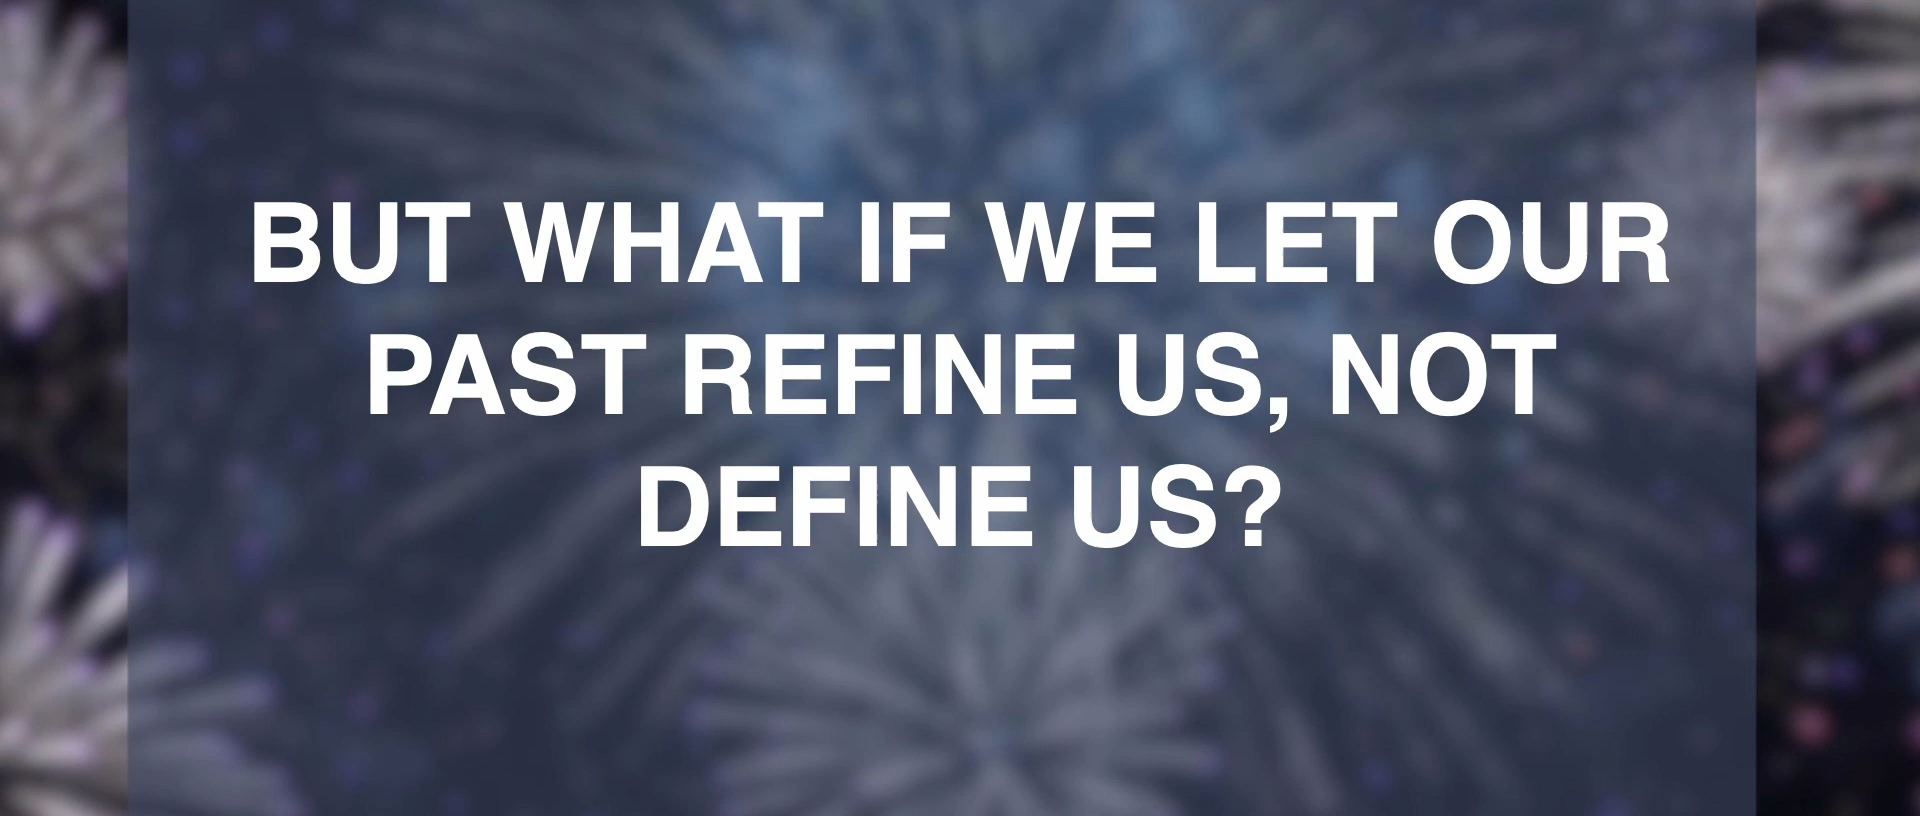 BUT WHAT IF WE LET OUR
PAST REFINE US, NOT
DEFINE US?